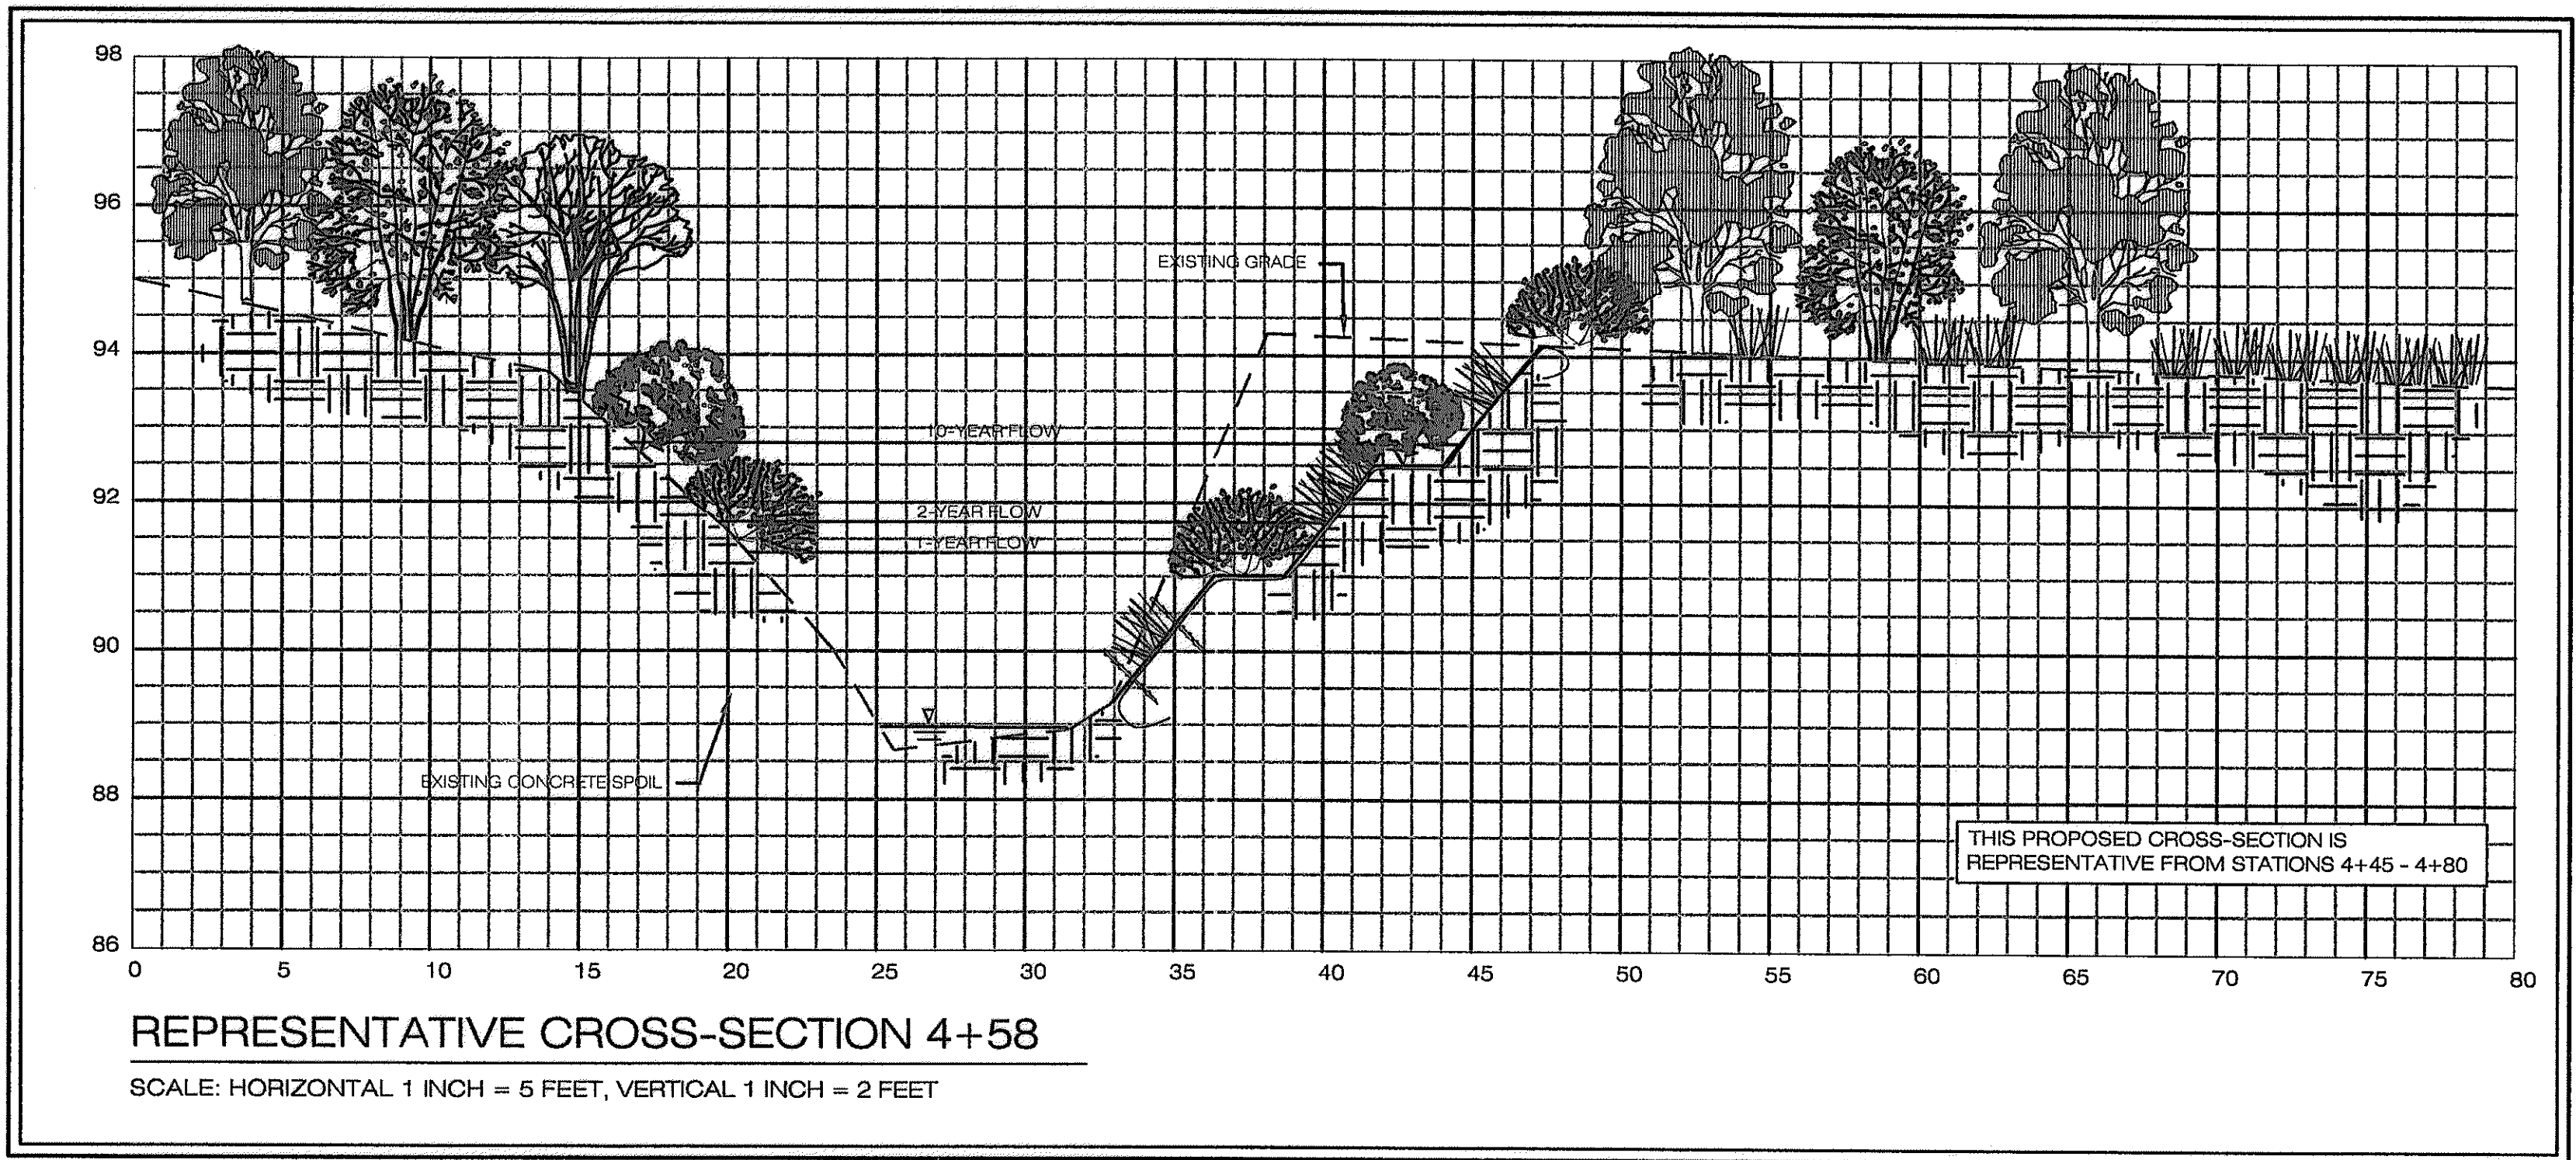 98
96
EXISTING GRADE
94
10-YEAR FLOW
92
2-YEAR FLOW
1-YEAR FLOW
90
EXISTING CONCRETE SPOIL
88
THIS PROPOSED CROSS-SECTION IS
REPRESENTATIVE FROM STATIONS 4+45 - 4+80
86
0 5 10 15 20 25 30 35 40 45 50 55 60 65 70 75 80
REPRESENTATIVE CROSS-SECTION 4+58
SCALE: HORIZONTAL 1 INCH = 5 FEET, VERTICAL 1 INCH = 2 FEET